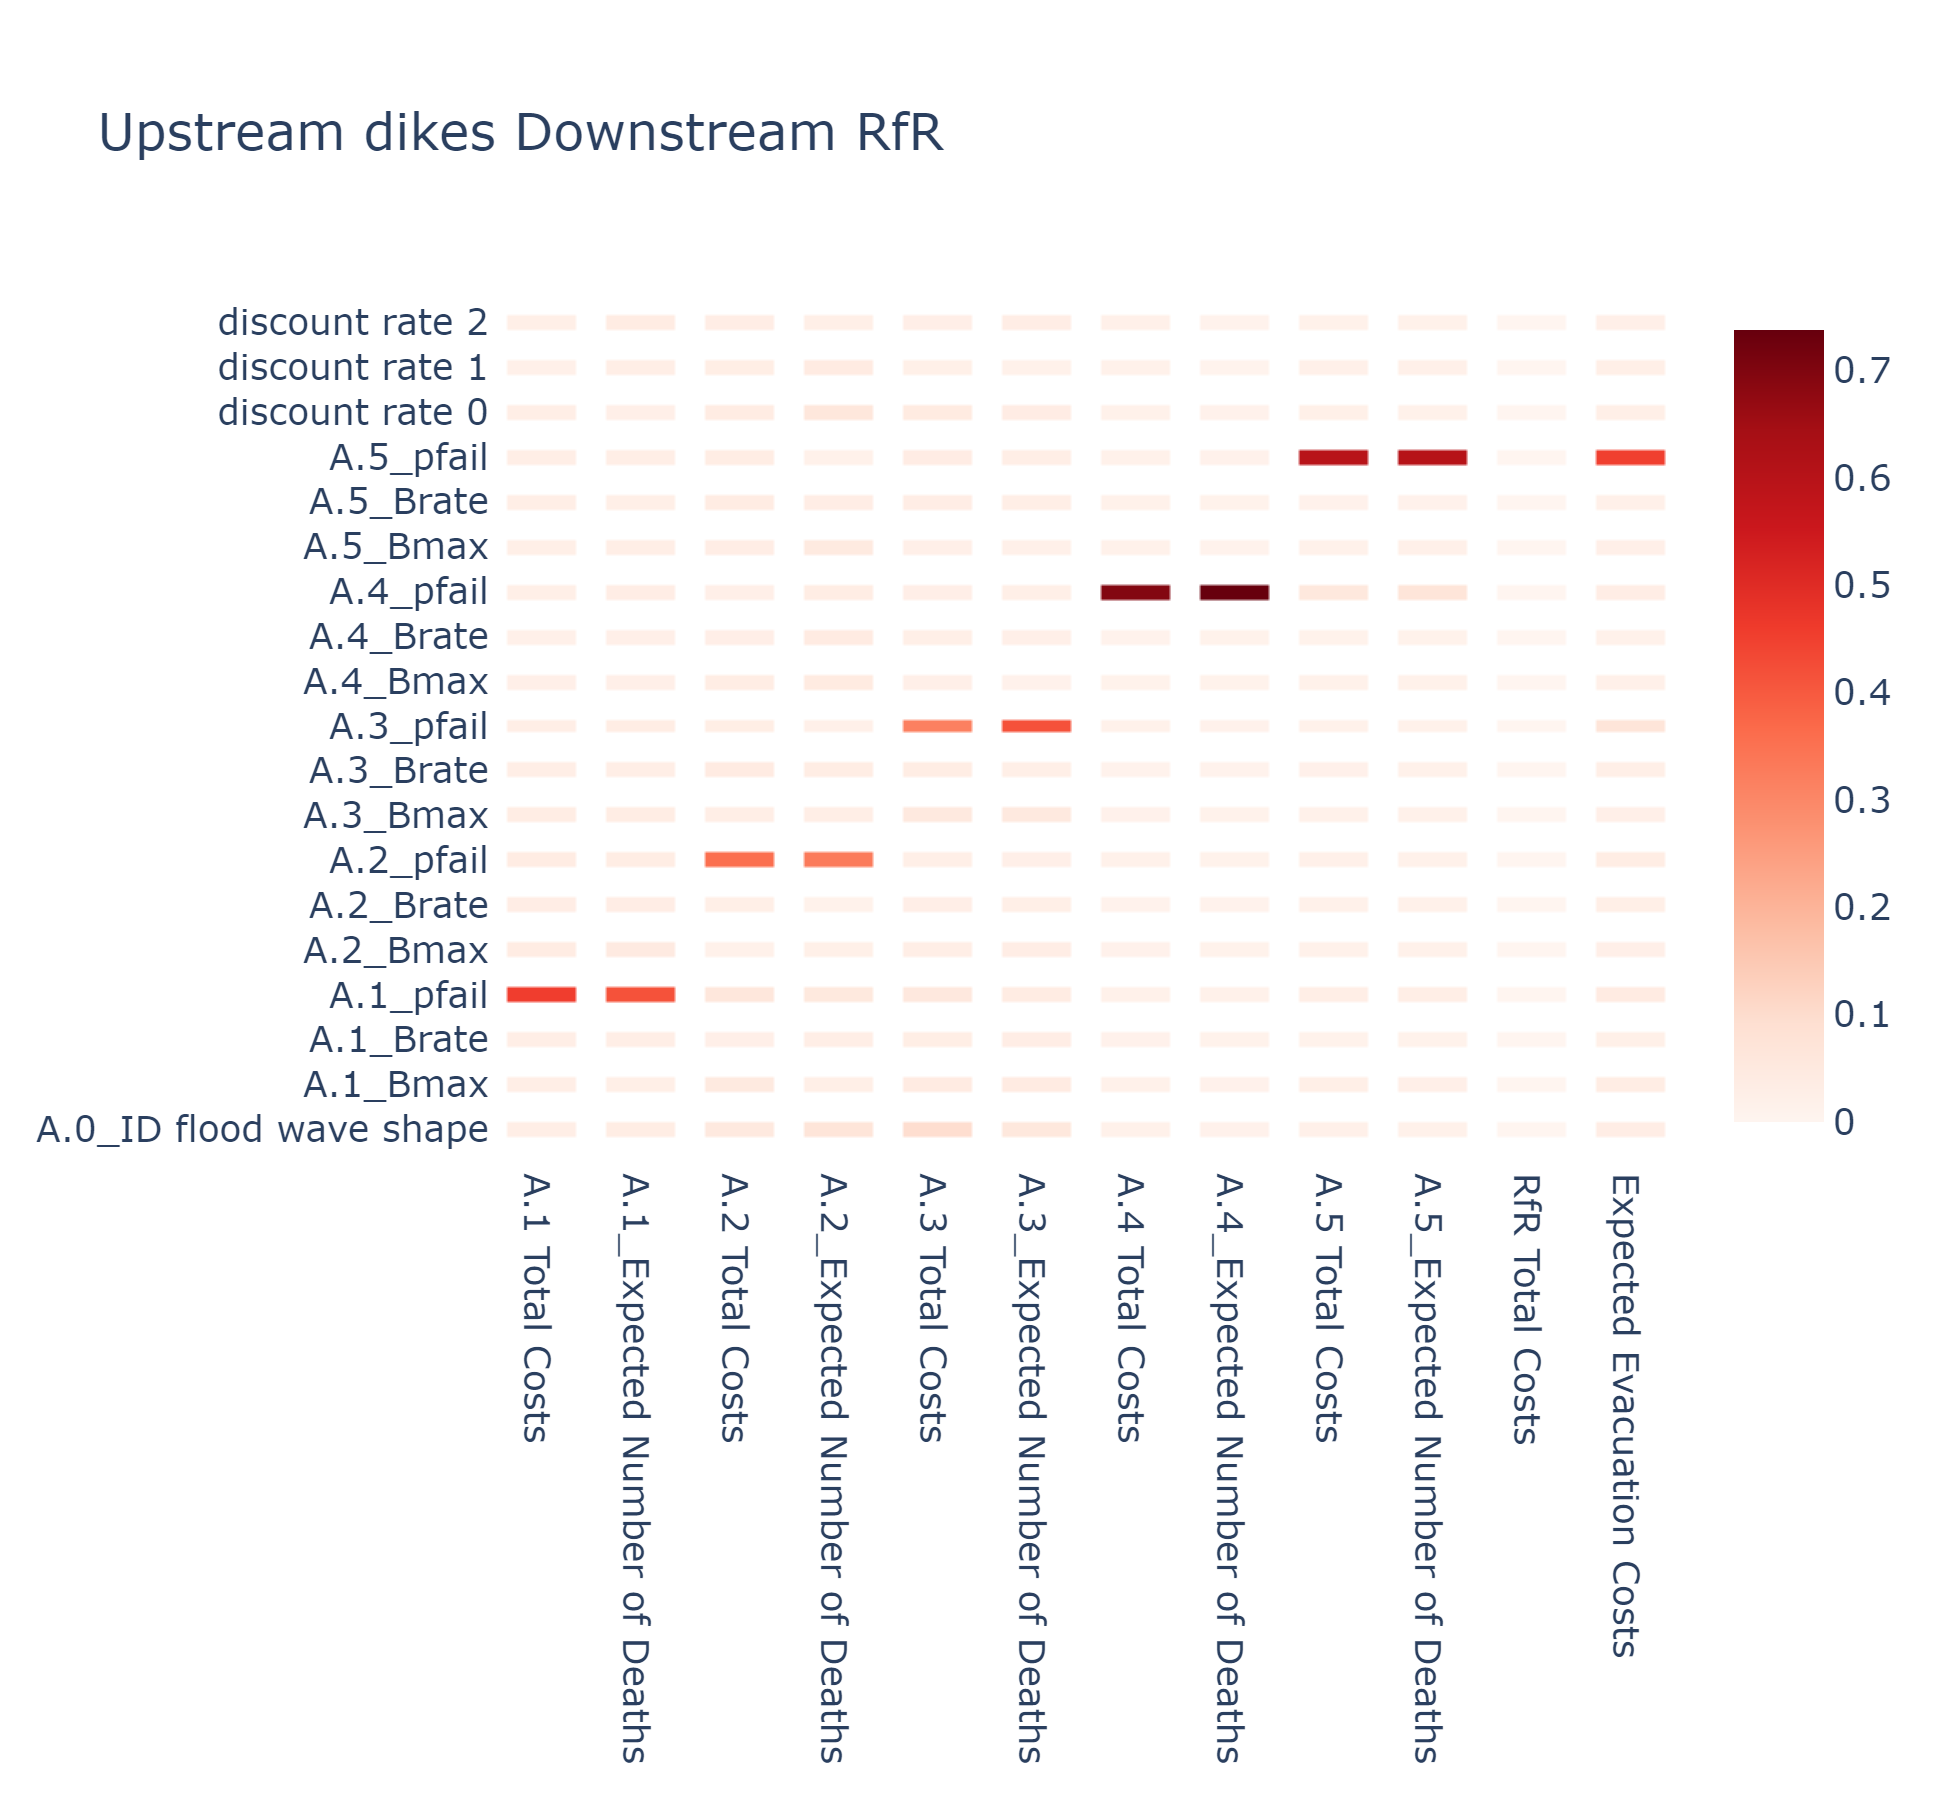 Upstream dikes Downstream RfR
discount rate 2
discount rate 1
discount rate 0
A.5_pfail
A.5_Brate
A.5_Bmax
A.4_pfail
A.4_Brate
A.4_Bmax
A.3_pfail
A.3_Brate
A.3_Bmax
A.2_pfail
A.2_Brate
A.2_Bmax
A.1_pfail
A.1_Brate
A.1_Bmax
A.0_ID flood wave shape
A.1 Total Costs
A.1_Expected Number of Deaths
A.2 Total Costs
A.2_Expected Number of Deaths
A.3 Total Costs
A.3_Expected Number of Deaths
A.4 Total Costs
A.4_Expected Number of Deaths
A.5 Total Costs
A.5_Expected Number of Deaths
RfR Total Costs
Expected Evacuation Costs
0.7
0.6
0.5
0.4
0.3
0.2
0.1
0